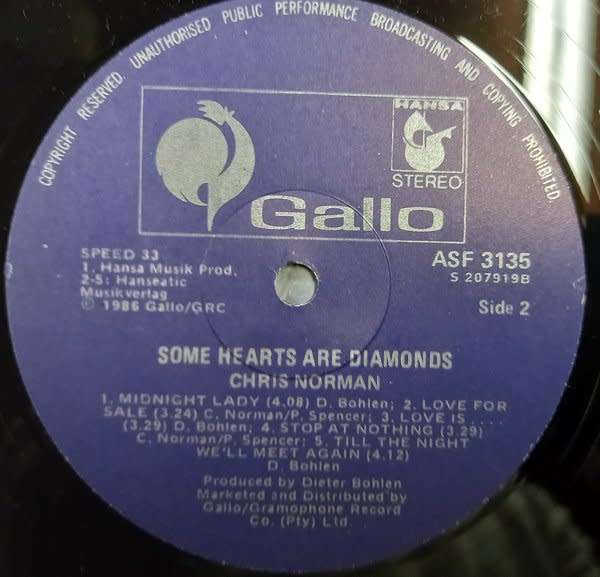 COPYRIGHT RESERVED. UNAUTHORISED PUBLIC PERFORMANCE BROADCASTING AND COPYING PROHIBITED.
HANSA
STEREO
Gallo
SPEED 33
1. Hansa Musik Prod.
2-5: Hanseatic
Musikverlag
℗ 1986 Gallo/GRC
ASF 3135
S 207919B
Side 2
SOME HEARTS ARE DIAMONDS
CHRIS NORMAN
1. MIDNIGHT LADY (4.08) D. Bohlen; 2. LOVE FOR
SALE (3.24) C. Norman/P. Spencer; 3. LOVE IS....
(3.29) D. Bohlen; 4. STOP AT NOTHING (3.29)
C. Norman/P. Spencer; 5. TILL THE NIGHT
WE'LL MEET AGAIN (4.12)
D. Bohlen
Produced by Dieter Bohlen
Marketed and Distributed by
Gallo/Gramophone Record
Co. (Pty) Ltd.